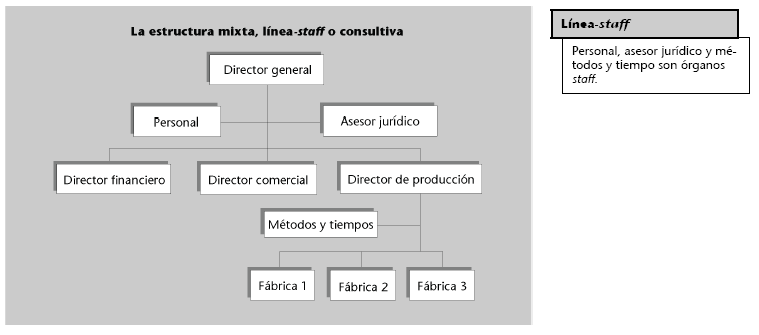 La estructura mixta, línea-staff o consultiva
Director general
Personal
Asesor jurídico
Director financiero
Director comercial
Director de producción
Métodos y tiempos
Fábrica 1
Fábrica 2
Fábrica 3
Línea-staff
Personal, asesor jurídico y mé-
todos y tiempo son órganos
staff.